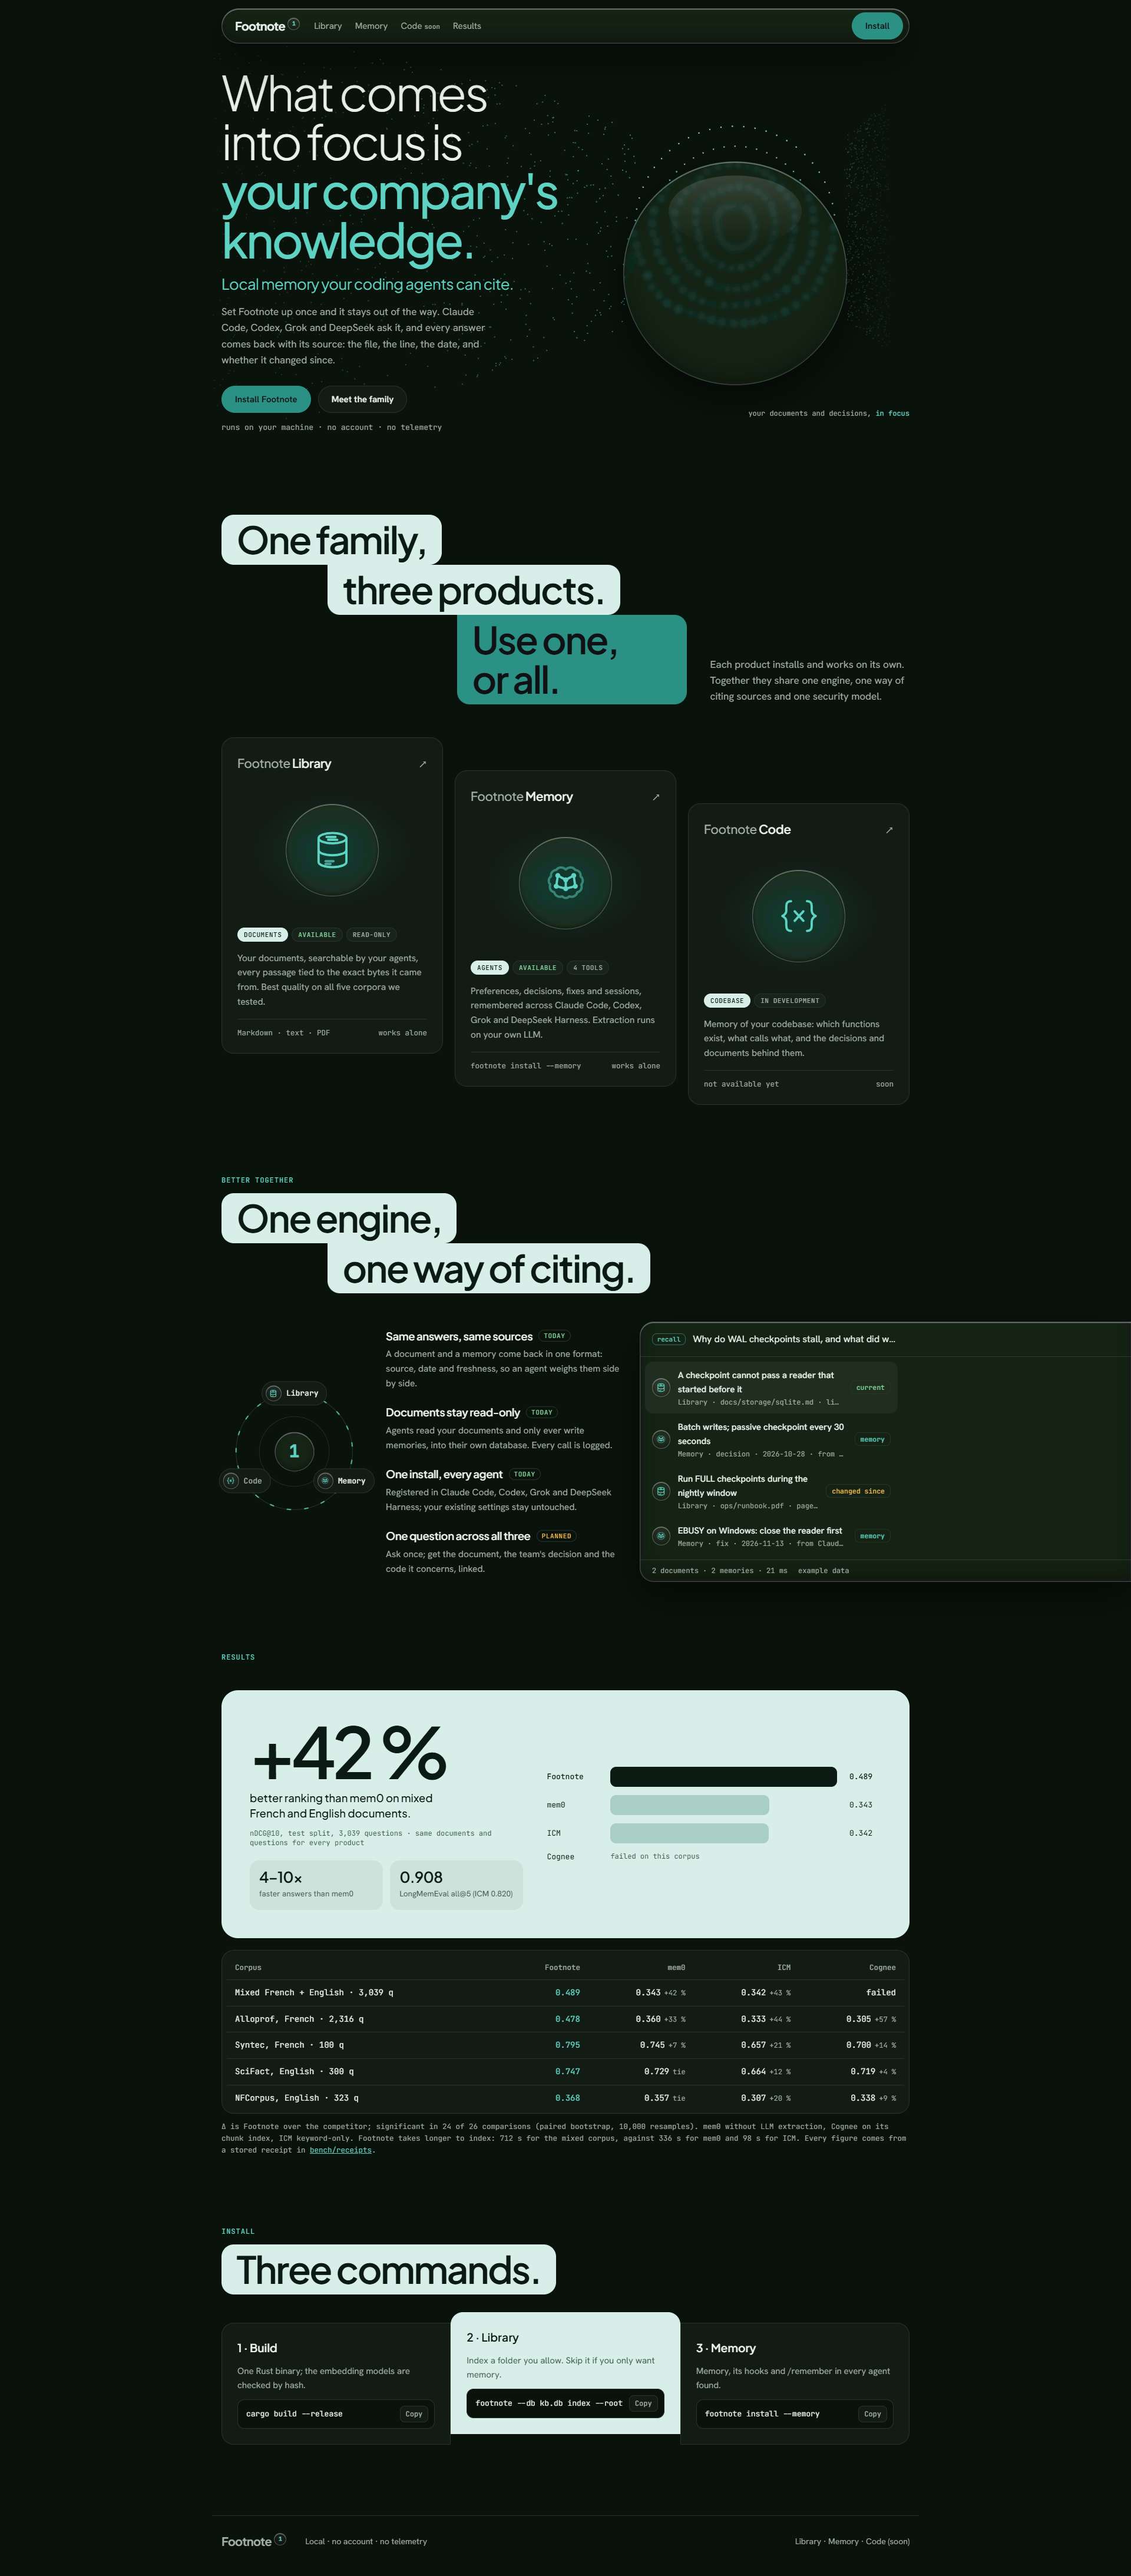 Footnote 1 Library Memory Code soon Results Install
What comes
into focus is
your company's
knowledge.
Local memory your coding agents can cite.
Set Footnote up once and it stays out of the way. Claude
Code, Codex, Grok and DeepSeek ask it, and every answer
comes back with its source: the file, the line, the date, and
whether it changed since.
Install Footnote Meet the family
runs on your machine · no account · no telemetry
your documents and decisions, in focus
One family,
three products.
Use one,
or all.
Each product installs and works on its own.
Together they share one engine, one way of
citing sources and one security model.
Footnote Library ↗
DOCUMENTS AVAILABLE READ-ONLY
Your documents, searchable by your agents,
every passage tied to the exact bytes it came
from. Best quality on all five corpora we
tested.
Markdown · text · PDF works alone
Footnote Memory ↗
AGENTS AVAILABLE 4 TOOLS
Preferences, decisions, fixes and sessions,
remembered across Claude Code, Codex,
Grok and DeepSeek Harness. Extraction runs
on your own LLM.
footnote install --memory works alone
Footnote Code ↗
{x}
CODEBASE IN DEVELOPMENT
Memory of your codebase: which functions
exist, what calls what, and the decisions and
documents behind them.
not available yet soon
BETTER TOGETHER
One engine,
one way of citing.
Library
1
Code
Memory
Same answers, same sources TODAY
A document and a memory come back in one format:
source, date and freshness, so an agent weighs them side
by side.
Documents stay read-only TODAY
Agents read your documents and only ever write
memories, into their own database. Every call is logged.
One install, every agent TODAY
Registered in Claude Code, Codex, Grok and DeepSeek
Harness; your existing settings stay untouched.
One question across all three PLANNED
Ask once; get the document, the team's decision and the
code it concerns, linked.
recall Why do WAL checkpoints stall, and what did w…
A checkpoint cannot pass a reader that
started before it
Library · docs/storage/sqlite.md · li…
current
Batch writes; passive checkpoint every 30
seconds
Memory · decision · 2026-10-28 · from …
memory
Run FULL checkpoints during the
nightly window
Library · ops/runbook.pdf · page…
changed since
EBUSY on Windows: close the reader first
Memory · fix · 2026-11-13 · from Claud…
memory
2 documents · 2 memories · 21 ms example data
RESULTS
+42 %
better ranking than mem0 on mixed
French and English documents.
nDCG@10, test split, 3,039 questions · same documents and
questions for every product
4–10×
faster answers than mem0
0.908
LongMemEval all@5 (ICM 0.820)
Footnote 0.489
mem0 0.343
ICM 0.342
Cognee failed on this corpus
Corpus Footnote mem0 ICM Cognee
Mixed French + English · 3,039 q 0.489 0.343 +42 % 0.342 +43 % failed
Alloprof, French · 2,316 q 0.478 0.360 +33 % 0.333 +44 % 0.305 +57 %
Syntec, French · 100 q 0.795 0.745 +7 % 0.657 +21 % 0.700 +14 %
SciFact, English · 300 q 0.747 0.729 tie 0.664 +12 % 0.719 +4 %
NFCorpus, English · 323 q 0.368 0.357 tie 0.307 +20 % 0.338 +9 %
Δ is Footnote over the competitor; significant in 24 of 26 comparisons (paired bootstrap, 10,000 resamples). mem0 without LLM extraction, Cognee on its
chunk index, ICM keyword-only. Footnote takes longer to index: 712 s for the mixed corpus, against 336 s for mem0 and 98 s for ICM. Every figure comes from
a stored receipt in bench/receipts.
INSTALL
Three commands.
1 · Build
One Rust binary; the embedding models are
checked by hash.
cargo build --release Copy
2 · Library
Index a folder you allow. Skip it if you only want
memory.
footnote --db kb.db index --root Copy
3 · Memory
Memory, its hooks and /remember in every agent
found.
footnote install --memory Copy
Footnote 1 Local · no account · no telemetry Library · Memory · Code (soon)